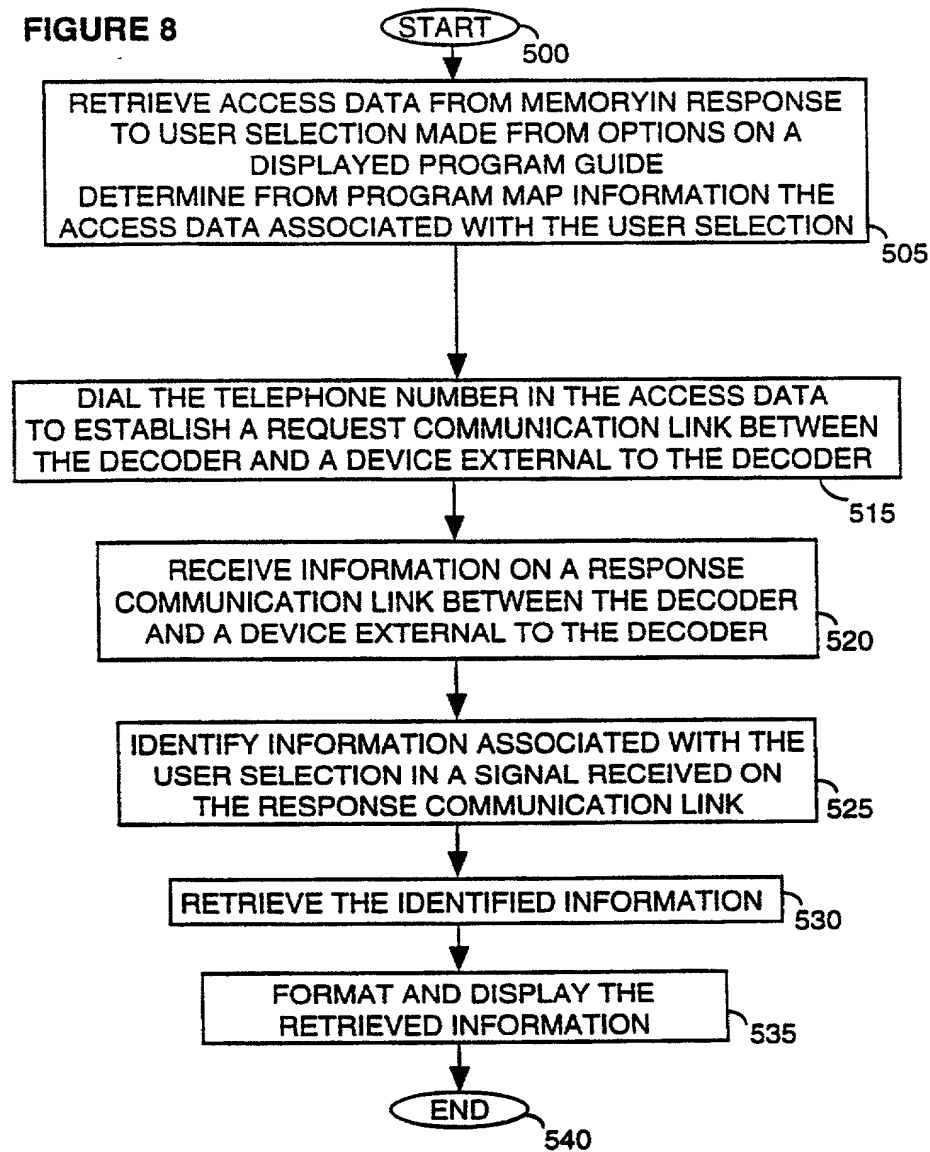 FIGURE 8
START
500
RETRIEVE ACCESS DATA FROM MEMORYIN RESPONSE
TO USER SELECTION MADE FROM OPTIONS ON A
DISPLAYED PROGRAM GUIDE
DETERMINE FROM PROGRAM MAP INFORMATION THE
ACCESS DATA ASSOCIATED WITH THE USER SELECTION
505
DIAL THE TELEPHONE NUMBER IN THE ACCESS DATA
TO ESTABLISH A REQUEST COMMUNICATION LINK BETWEEN
THE DECODER AND A DEVICE EXTERNAL TO THE DECODER
515
RECEIVE INFORMATION ON A RESPONSE
COMMUNICATION LINK BETWEEN THE DECODER
AND A DEVICE EXTERNAL TO THE DECODER
520
IDENTIFY INFORMATION ASSOCIATED WITH THE
USER SELECTION IN A SIGNAL RECEIVED ON
THE RESPONSE COMMUNICATION LINK
525
RETRIEVE THE IDENTIFIED INFORMATION
530
FORMAT AND DISPLAY THE
RETRIEVED INFORMATION
535
END
540